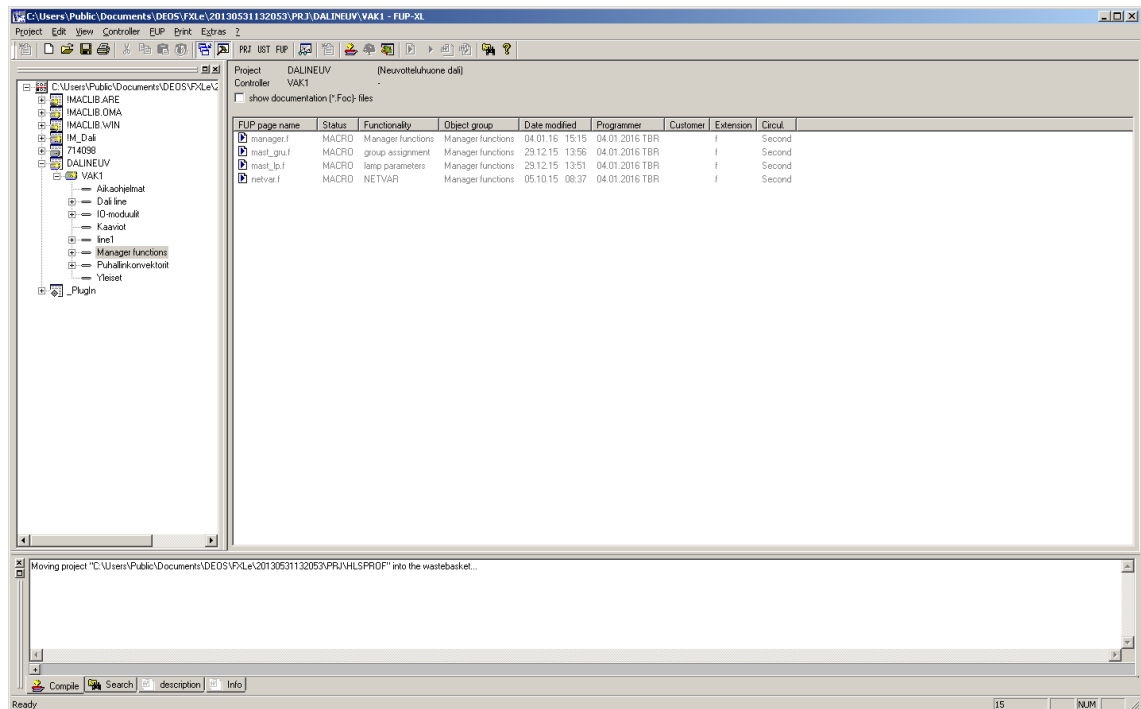 C:\Users\Public\Documents\DEOS\FXLe\20130531132053\PRJ\DALINEUV\VAK1 - FUP-XL
Project Edit View Controller FUP Print Extras ?
PRJ UST FUP
C:\Users\Public\Documents\DEOS\FXLe\2
!MACLIB.ARE
!MACLIB.OMA
!MACLIB.WIN
!M_Dali
714098
DALINEUV
VAK1
Aikaohjelmat
Dali line
IO-moduulit
Kaaviot
line1
Manager functions
Puhallinkonvektorit
Yleiset
_PlugIn
Project DALINEUV (Neuvotteluhuone dali)
Controller VAK1 -
show documentation (*.Foc)- files
FUP page name Status Functionality Object group Date modified Programmer Customer Extension Circul.
manager.f MACRO Manager functions Manager functions 04.01.16 15:15 04.01.2016 TBR f Second
mast_gru.f MACRO group assignment Manager functions 29.12.15 13:56 04.01.2016 TBR f Second
mast_lp.f MACRO lamp parameters Manager functions 29.12.15 13:51 04.01.2016 TBR f Second
netvar.f MACRO NETVAR Manager functions 05.10.15 08:37 04.01.2016 TBR f Second
Moving project "C:\Users\Public\Documents\DEOS\FXLe\20130531132053\PRJ\HLSPROF" into the wastebasket...
Compile Search description Info
Ready 15 NUM